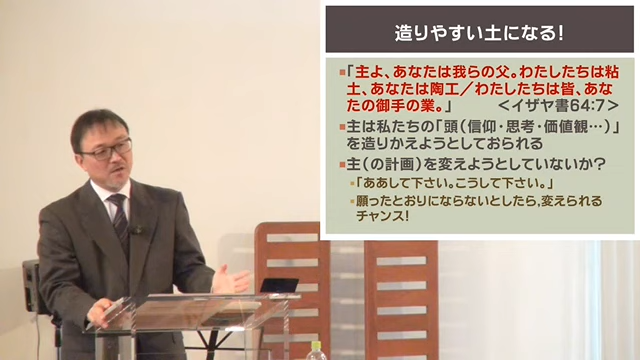 造りやすい土になる!
▪「主よ、あなたは我らの父。わたしたちは粘
土、あなたは陶工／わたしたちは皆、あな
たの御手の業。」 <イザヤ書64:7>
▪主は私たちの「頭(信仰・思考・価値観…)」
を造りかえようとしておられる
▪主(の計画)を変えようとしていないか?
▪「ああして下さい。こうして下さい。」
▪願ったとおりにならないとしたら,変えられる
チャンス!